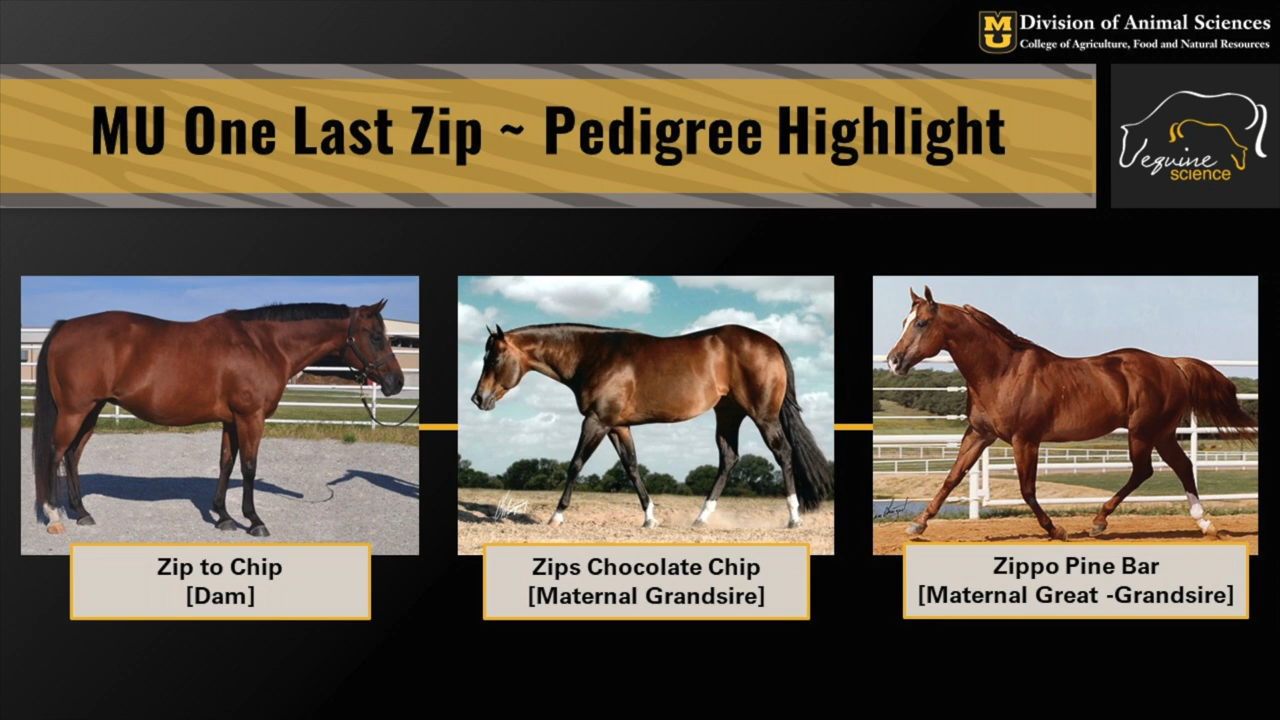 Division of Animal Sciences
College of Agriculture, Food and Natural Resources
MU One Last Zip ~ Pedigree Highlight
equine
science
Zip to Chip
[Dam]
Zips Chocolate Chip
[Maternal Grandsire]
Zippo Pine Bar
[Maternal Great -Grandsire]